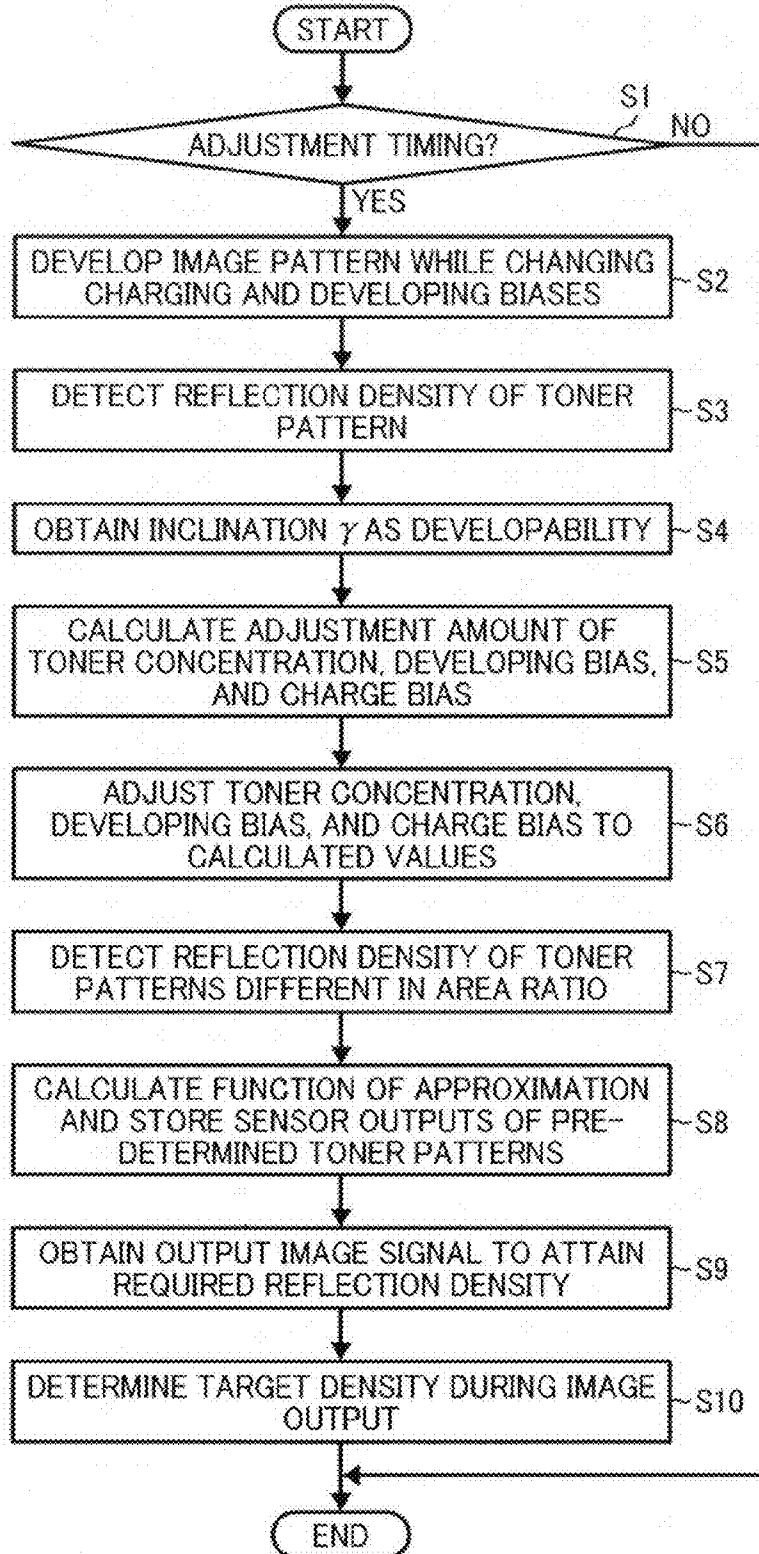 START
S1
ADJUSTMENT TIMING?
NO
YES
DEVELOP IMAGE PATTERN WHILE CHANGING
CHARGING AND DEVELOPING BIASES
S2
DETECT REFLECTION DENSITY OF TONER
PATTERN
S3
OBTAIN INCLINATION γ AS DEVELOPABILITY
S4
CALCULATE ADJUSTMENT AMOUNT OF
TONER CONCENTRATION, DEVELOPING BIAS,
AND CHARGE BIAS
S5
ADJUST TONER CONCENTRATION,
DEVELOPING BIAS, AND CHARGE BIAS TO
CALCULATED VALUES
S6
DETECT REFLECTION DENSITY OF TONER
PATTERNS DIFFERENT IN AREA RATIO
S7
CALCULATE FUNCTION OF APPROXIMATION
AND STORE SENSOR OUTPUTS OF PRE-
DETERMINED TONER PATTERNS
S8
OBTAIN OUTPUT IMAGE SIGNAL TO ATTAIN
REQUIRED REFLECTION DENSITY
S9
DETERMINE TARGET DENSITY DURING IMAGE
OUTPUT
S10
END